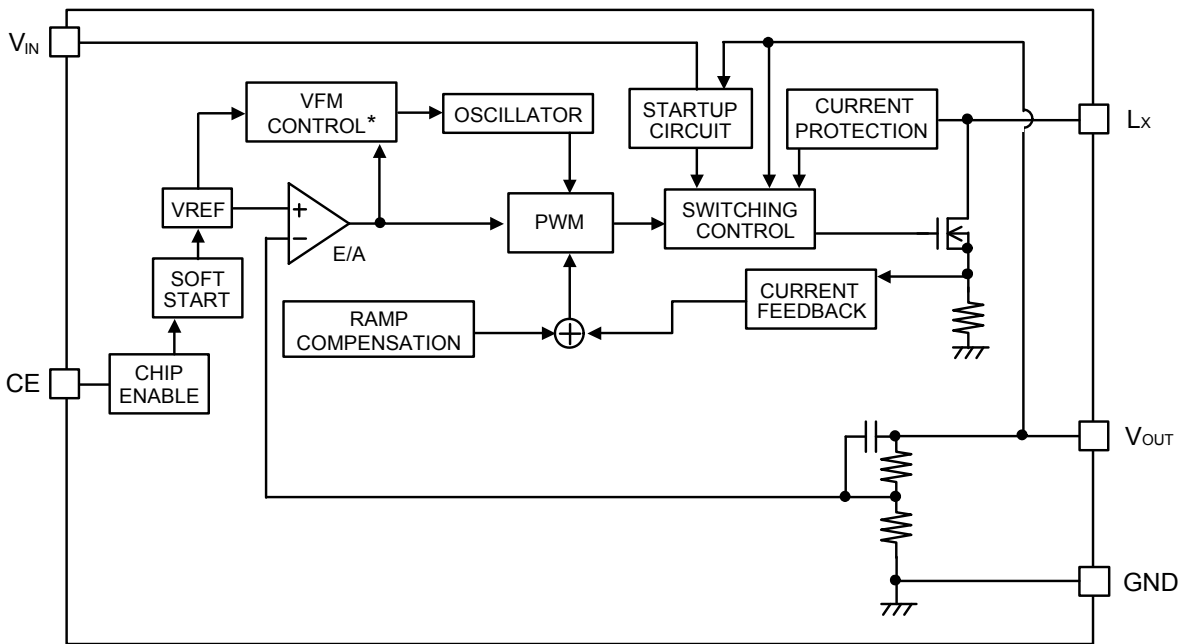 VIN
VFM
CONTROL*
OSCILLATOR
STARTUP
CIRCUIT
CURRENT
PROTECTION
LX
VREF
+
−
E/A
PWM
SWITCHING
CONTROL
SOFT
START
RAMP
COMPENSATION
CURRENT
FEEDBACK
CE
CHIP
ENABLE
VOUT
GND